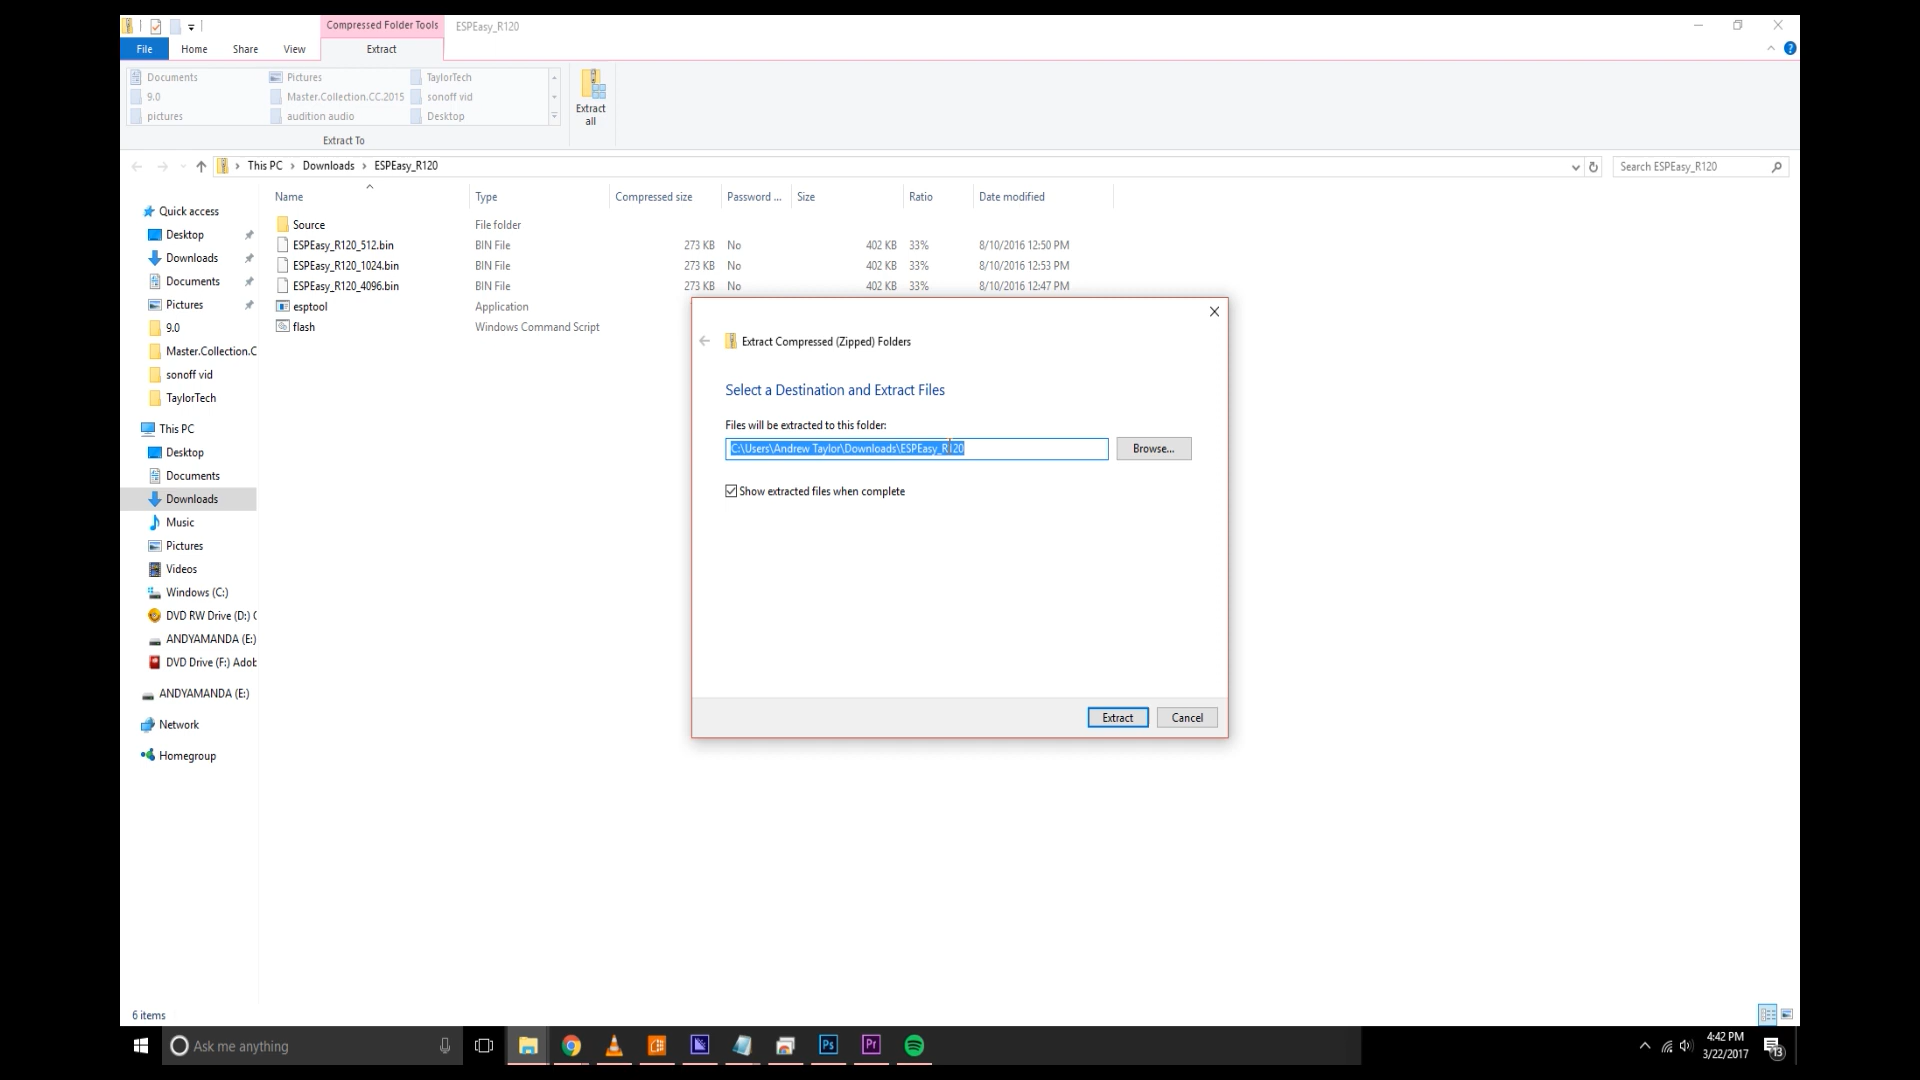 Compressed Folder Tools
ESPEasy_R120
File
Home
Share
View
Extract
Documents
Pictures
TaylorTech
9.0
Master.Collection.CC.2015
sonoff vid
pictures
audition audio
Desktop
Extract all
Extract To
This PC > Downloads > ESPEasy_R120
Search ESPEasy_R120
Name Type Compressed size Password ... Size Ratio Date modified
Source File folder
ESPEasy_R120_512.bin BIN File 273 KB No 402 KB 33% 8/10/2016 12:50 PM
ESPEasy_R120_1024.bin BIN File 273 KB No 402 KB 33% 8/10/2016 12:53 PM
ESPEasy_R120_4096.bin BIN File 273 KB No 402 KB 33% 8/10/2016 12:47 PM
esptool Application
flash Windows Command Script
Quick access
Desktop
Downloads
Documents
Pictures
9.0
Master.Collection.C
sonoff vid
TaylorTech
This PC
Desktop
Documents
Downloads
Music
Pictures
Videos
Windows (C:)
DVD RW Drive (D:) C
ANDYAMANDA (E:)
DVD Drive (F:) Adob
ANDYAMANDA (E:)
Network
Homegroup
Extract Compressed (Zipped) Folders
Select a Destination and Extract Files
Files will be extracted to this folder:
C:\Users\Andrew Taylor\Downloads\ESPEasy_R120
Browse...
Show extracted files when complete
Extract
Cancel
6 items
Ask me anything
Ps
Pr
4:42 PM
3/22/2017
13